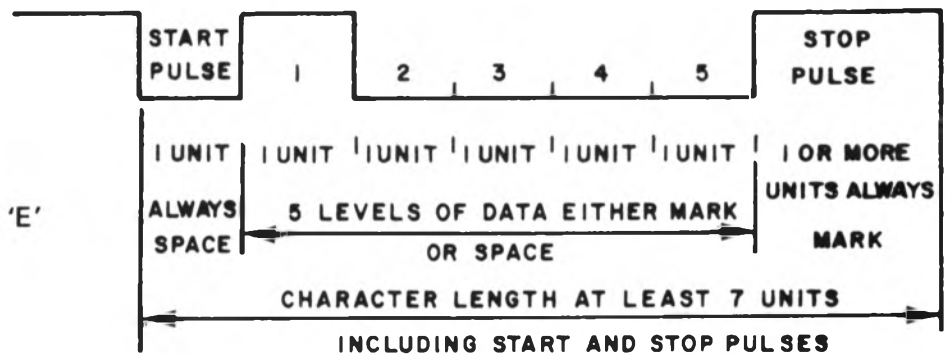 START PULSE
1 2 3 4 5
STOP PULSE
1 UNIT 1 UNIT 1 UNIT 1 UNIT 1 UNIT 1 UNIT 1 OR MORE UNITS ALWAYS MARK
'E'
ALWAYS SPACE
5 LEVELS OF DATA EITHER MARK
OR SPACE
CHARACTER LENGTH AT LEAST 7 UNITS
INCLUDING START AND STOP PULSES